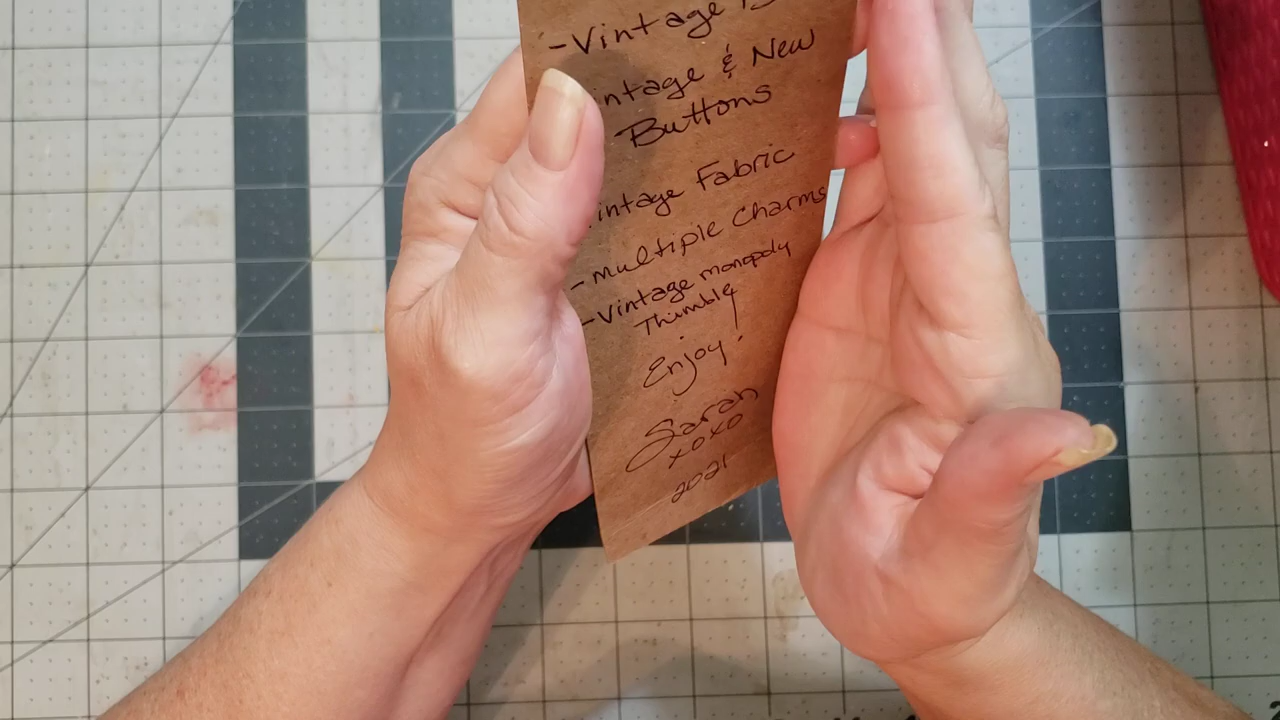 -Vintage
intage & New
Buttons
intage Fabric
-multiple charms
-Vintage monopoly
Thimble!
Enjoy!
Sarah
xoxo
2021